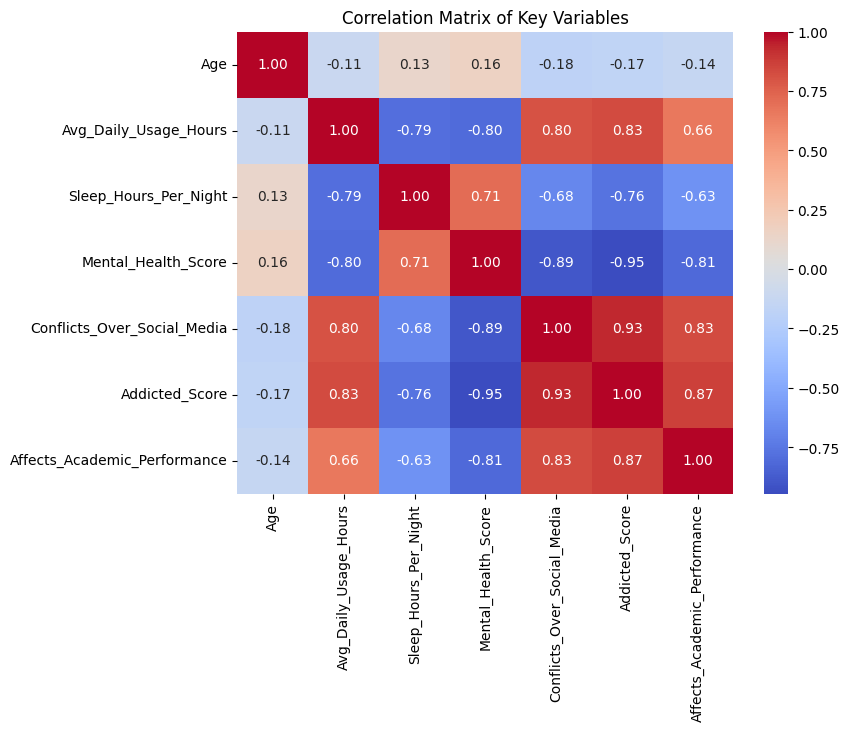 Correlation Matrix of Key Variables
Age 1.00 -0.11 0.13 0.16 -0.18 -0.17 -0.14
Avg_Daily_Usage_Hours -0.11 1.00 -0.79 -0.80 0.80 0.83 0.66
Sleep_Hours_Per_Night 0.13 -0.79 1.00 0.71 -0.68 -0.76 -0.63
Mental_Health_Score 0.16 -0.80 0.71 1.00 -0.89 -0.95 -0.81
Conflicts_Over_Social_Media -0.18 0.80 -0.68 -0.89 1.00 0.93 0.83
Addicted_Score -0.17 0.83 -0.76 -0.95 0.93 1.00 0.87
Affects_Academic_Performance -0.14 0.66 -0.63 -0.81 0.83 0.87 1.00
Age
Avg_Daily_Usage_Hours
Sleep_Hours_Per_Night
Mental_Health_Score
Conflicts_Over_Social_Media
Addicted_Score
Affects_Academic_Performance
1.00
0.75
0.50
0.25
0.00
−0.25
−0.50
−0.75